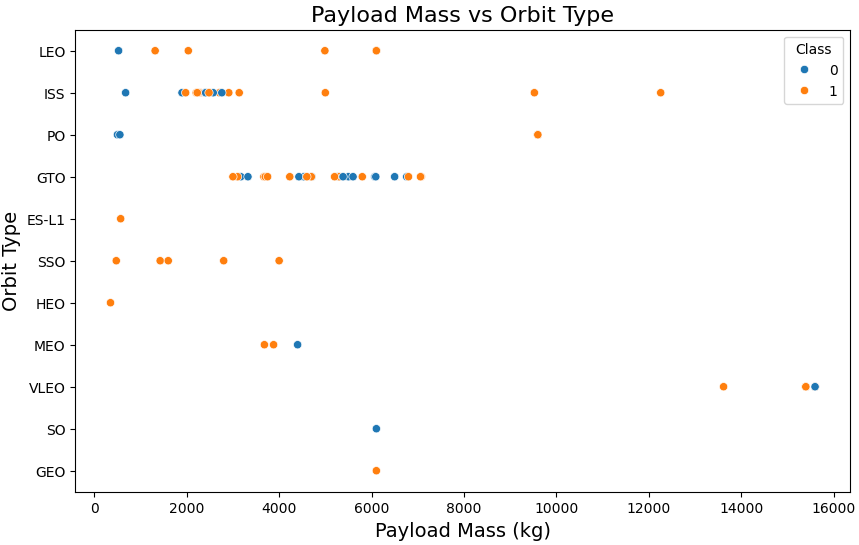 Payload Mass vs Orbit Type
Class
0
1
LEO
ISS
PO
GTO
ES-L1
SSO
HEO
MEO
VLEO
SO
GEO
Orbit Type
0 2000 4000 6000 8000 10000 12000 14000 16000
Payload Mass (kg)